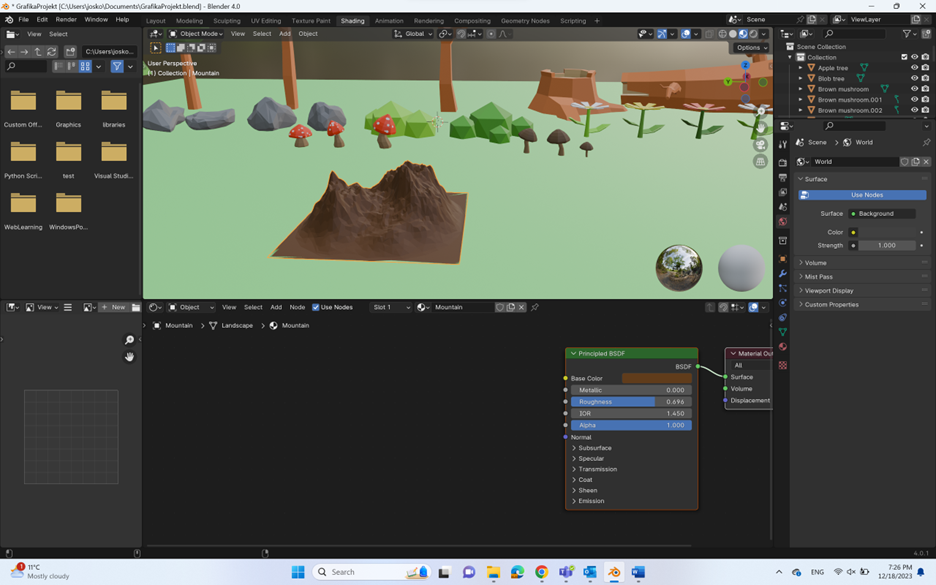 * GrafikaProjekt [C:\Users\josko\Documents\GrafikaProjekt.blend] - Blender 4.0
File Edit Render Window Help Layout Modeling Sculpting UV Editing Texture Paint Shading Animation Rendering Compositing Geometry Nodes Scripting + Scene ViewLayer
View Select Object Mode View Select Add Object Global
C:\Users\josko... Options
User Perspective
(1) Collection | Mountain
Scene Collection
Collection
Apple tree
Blob tree
Brown mushroom
Brown mushroom.001
Brown mushroom.002
Custom Off... Graphics libraries
Python Scri... test Visual Studi...
WebLearning WindowsPo...
Z
Y
Scene > World
World
Surface
Use Nodes
Surface Background
Color
Strength 1.000
Volume
Mist Pass
Viewport Display
Custom Properties
View + New Object View Select Add Node Use Nodes Slot 1 Mountain
Mountain > Landscape > Mountain
Principled BSDF
BSDF
Base Color
Metallic 0.000
Roughness 0.696
IOR 1.450
Alpha 1.000
Normal
Subsurface
Specular
Transmission
Coat
Sheen
Emission
Material Out
All
Surface
Volume
Displacement
4.0.1
1
11°C
Mostly cloudy
Search
ENG
7:26 PM
12/18/2023